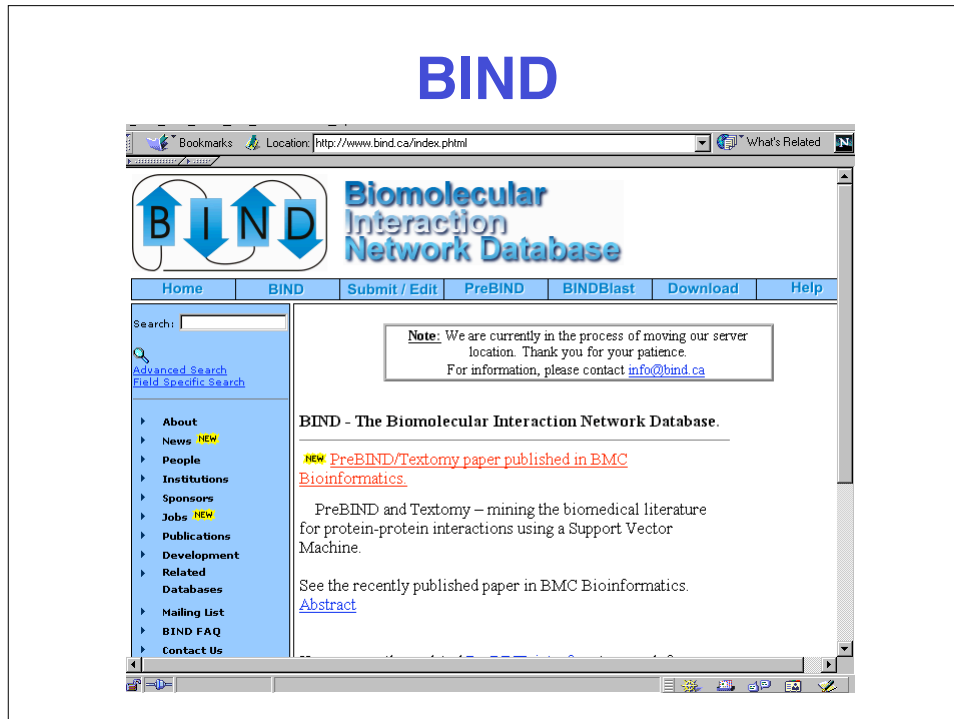 BIND
Bookmarks Location: http://www.bind.ca/index.phtml What's Related N
BIND
Biomolecular
Interaction
Network Database
Home BIND Submit / Edit PreBIND BINDBlast Download Help
Search:
Advanced Search
Field Specific Search
About
News NEW
People
Institutions
Sponsors
Jobs NEW
Publications
Development
Related
Databases
Mailing List
BIND FAQ
Contact Us
Note: We are currently in the process of moving our server
location. Thank you for your patience.
For information, please contact info@bind.ca
BIND - The Biomolecular Interaction Network Database.
NEW PreBIND/Textomy paper published in BMC
Bioinformatics.
PreBIND and Textomy – mining the biomedical literature
for protein-protein interactions using a Support Vector
Machine.
See the recently published paper in BMC Bioinformatics.
Abstract